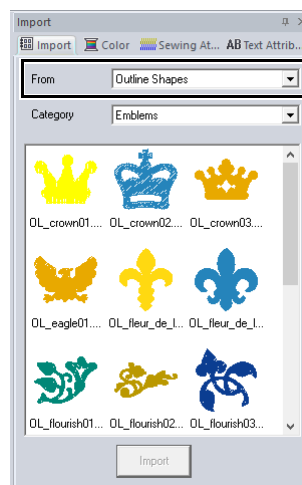 Import
Import Color Sewing At... AB Text Attrib...
From Outline Shapes
Category Emblems
OL_crown01.... OL_crown02.... OL_crown03....
OL_eagle01.... OL_fleur_de_l... OL_fleur_de_l...
OL_flourish01... OL_flourish02... OL_flourish03...
Import